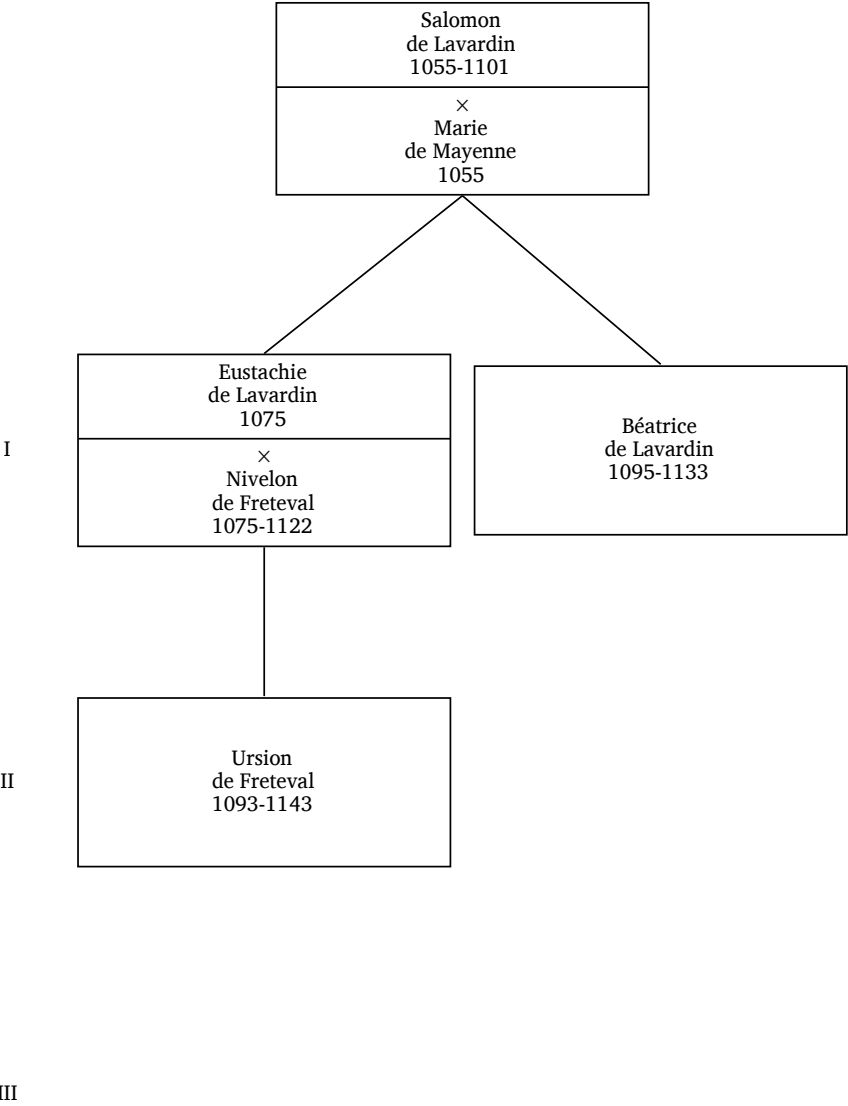 Salomon
de Lavardin
1055-1101
×
Marie
de Mayenne
1055
Eustachie
de Lavardin
1075
×
Nivelon
de Freteval
1075-1122
Béatrice
de Lavardin
1095-1133
I
Ursion
de Freteval
1093-1143
II
III